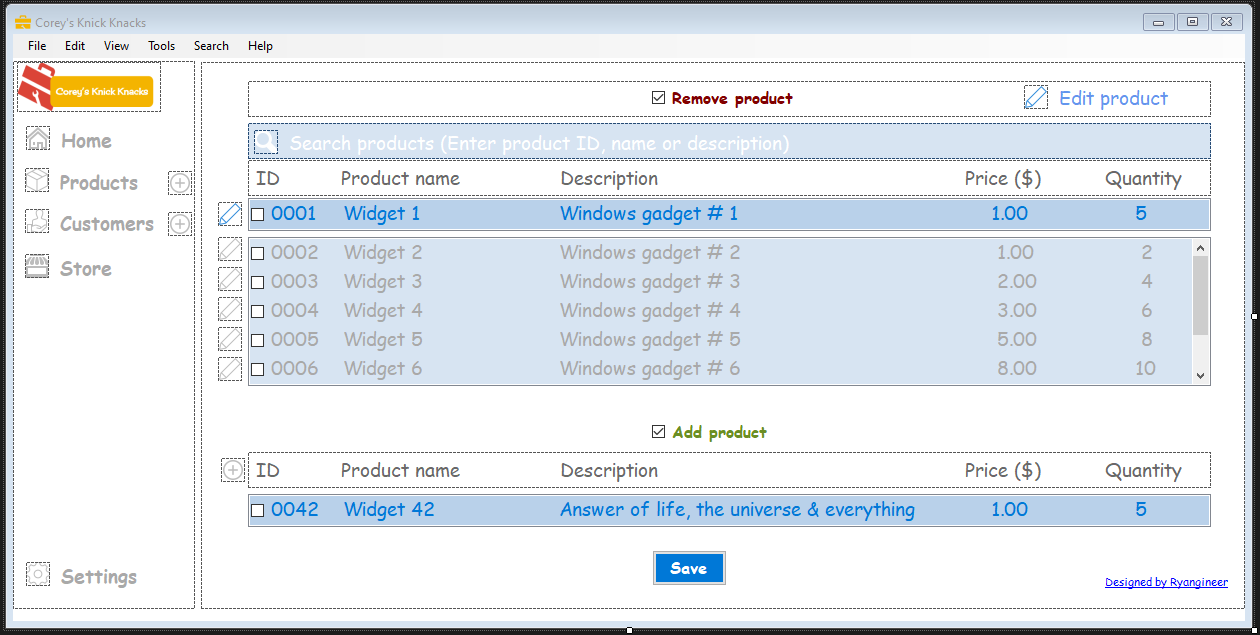 Corey's Knick Knacks
File Edit View Tools Search Help
Corey's Knick Knacks
Home
Products
Customers
Store
Settings
Remove product Edit product
Search products (Enter product ID, name or description)
ID Product name Description Price ($) Quantity
0001 Widget 1 Windows gadget # 1 1.00 5
0002 Widget 2 Windows gadget # 2 1.00 2
0003 Widget 3 Windows gadget # 3 2.00 4
0004 Widget 4 Windows gadget # 4 3.00 6
0005 Widget 5 Windows gadget # 5 5.00 8
0006 Widget 6 Windows gadget # 6 8.00 10
Add product
ID Product name Description Price ($) Quantity
0042 Widget 42 Answer of life, the universe & everything 1.00 5
Save
Designed by Ryangineer